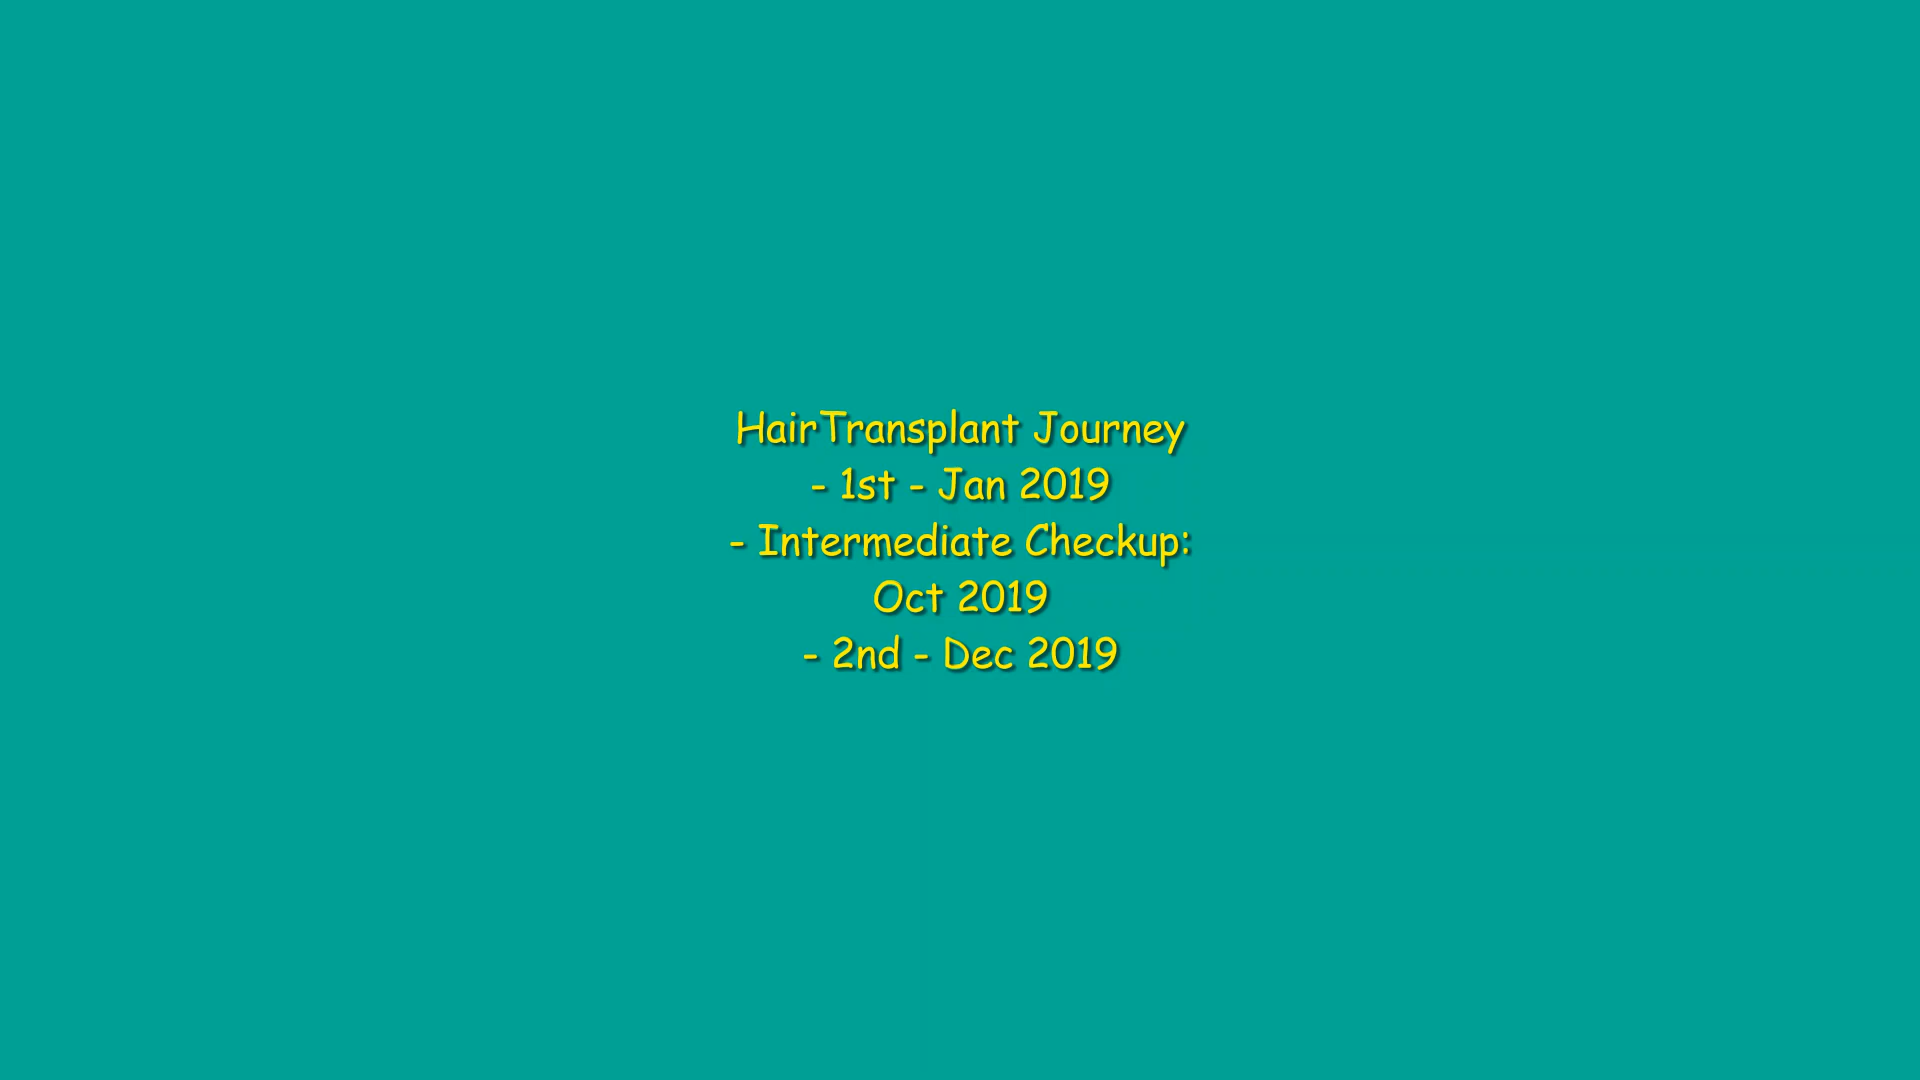 HairTransplant Journey
- 1st - Jan 2019
- Intermediate Checkup:
Oct 2019
- 2nd - Dec 2019